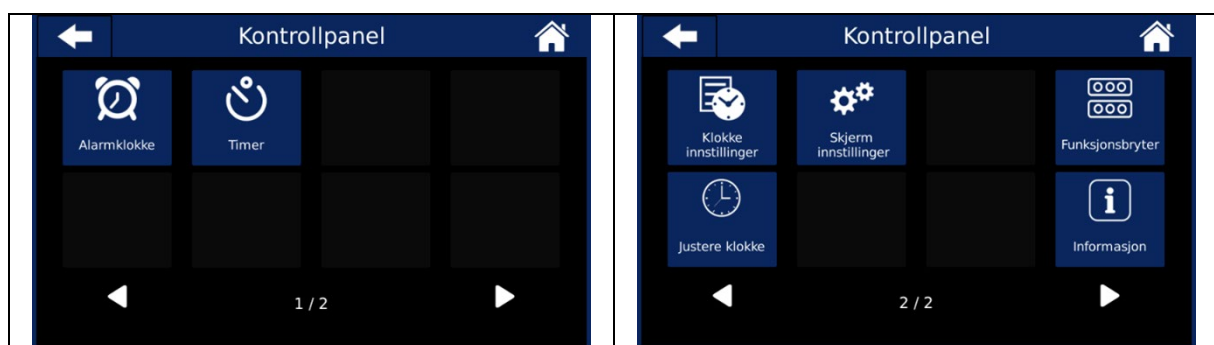 Kontrollpanel
Alarmklokke
Timer
1 / 2
Kontrollpanel
Klokke
innstillinger
Skjerm
innstillinger
Funksjonsbryter
Justere klokke
Informasjon
2 / 2